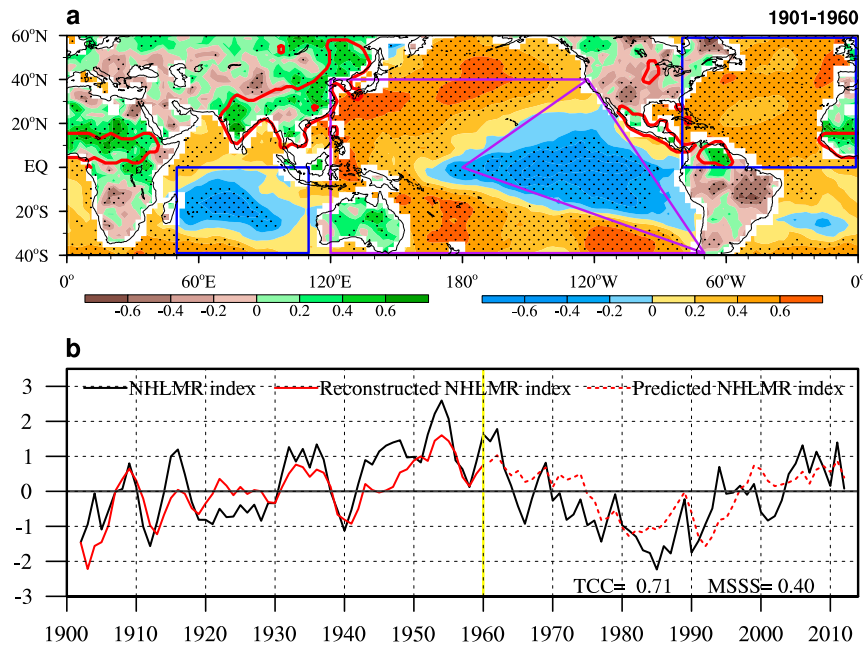 a 1901-1960
60°N
40°N
20°N
EQ
20°S
40°S
0° 60°E 120°E 180° 120°W 60°W 0°
-0.6 -0.4 -0.2 0 0.2 0.4 0.6 -0.6 -0.4 -0.2 0 0.2 0.4 0.6
b
NHLMR index Reconstructed NHLMR index Predicted NHLMR index
3
2
1
0
-1
-2
-3
TCC= 0.71 MSSS= 0.40
1900 1910 1920 1930 1940 1950 1960 1970 1980 1990 2000 2010